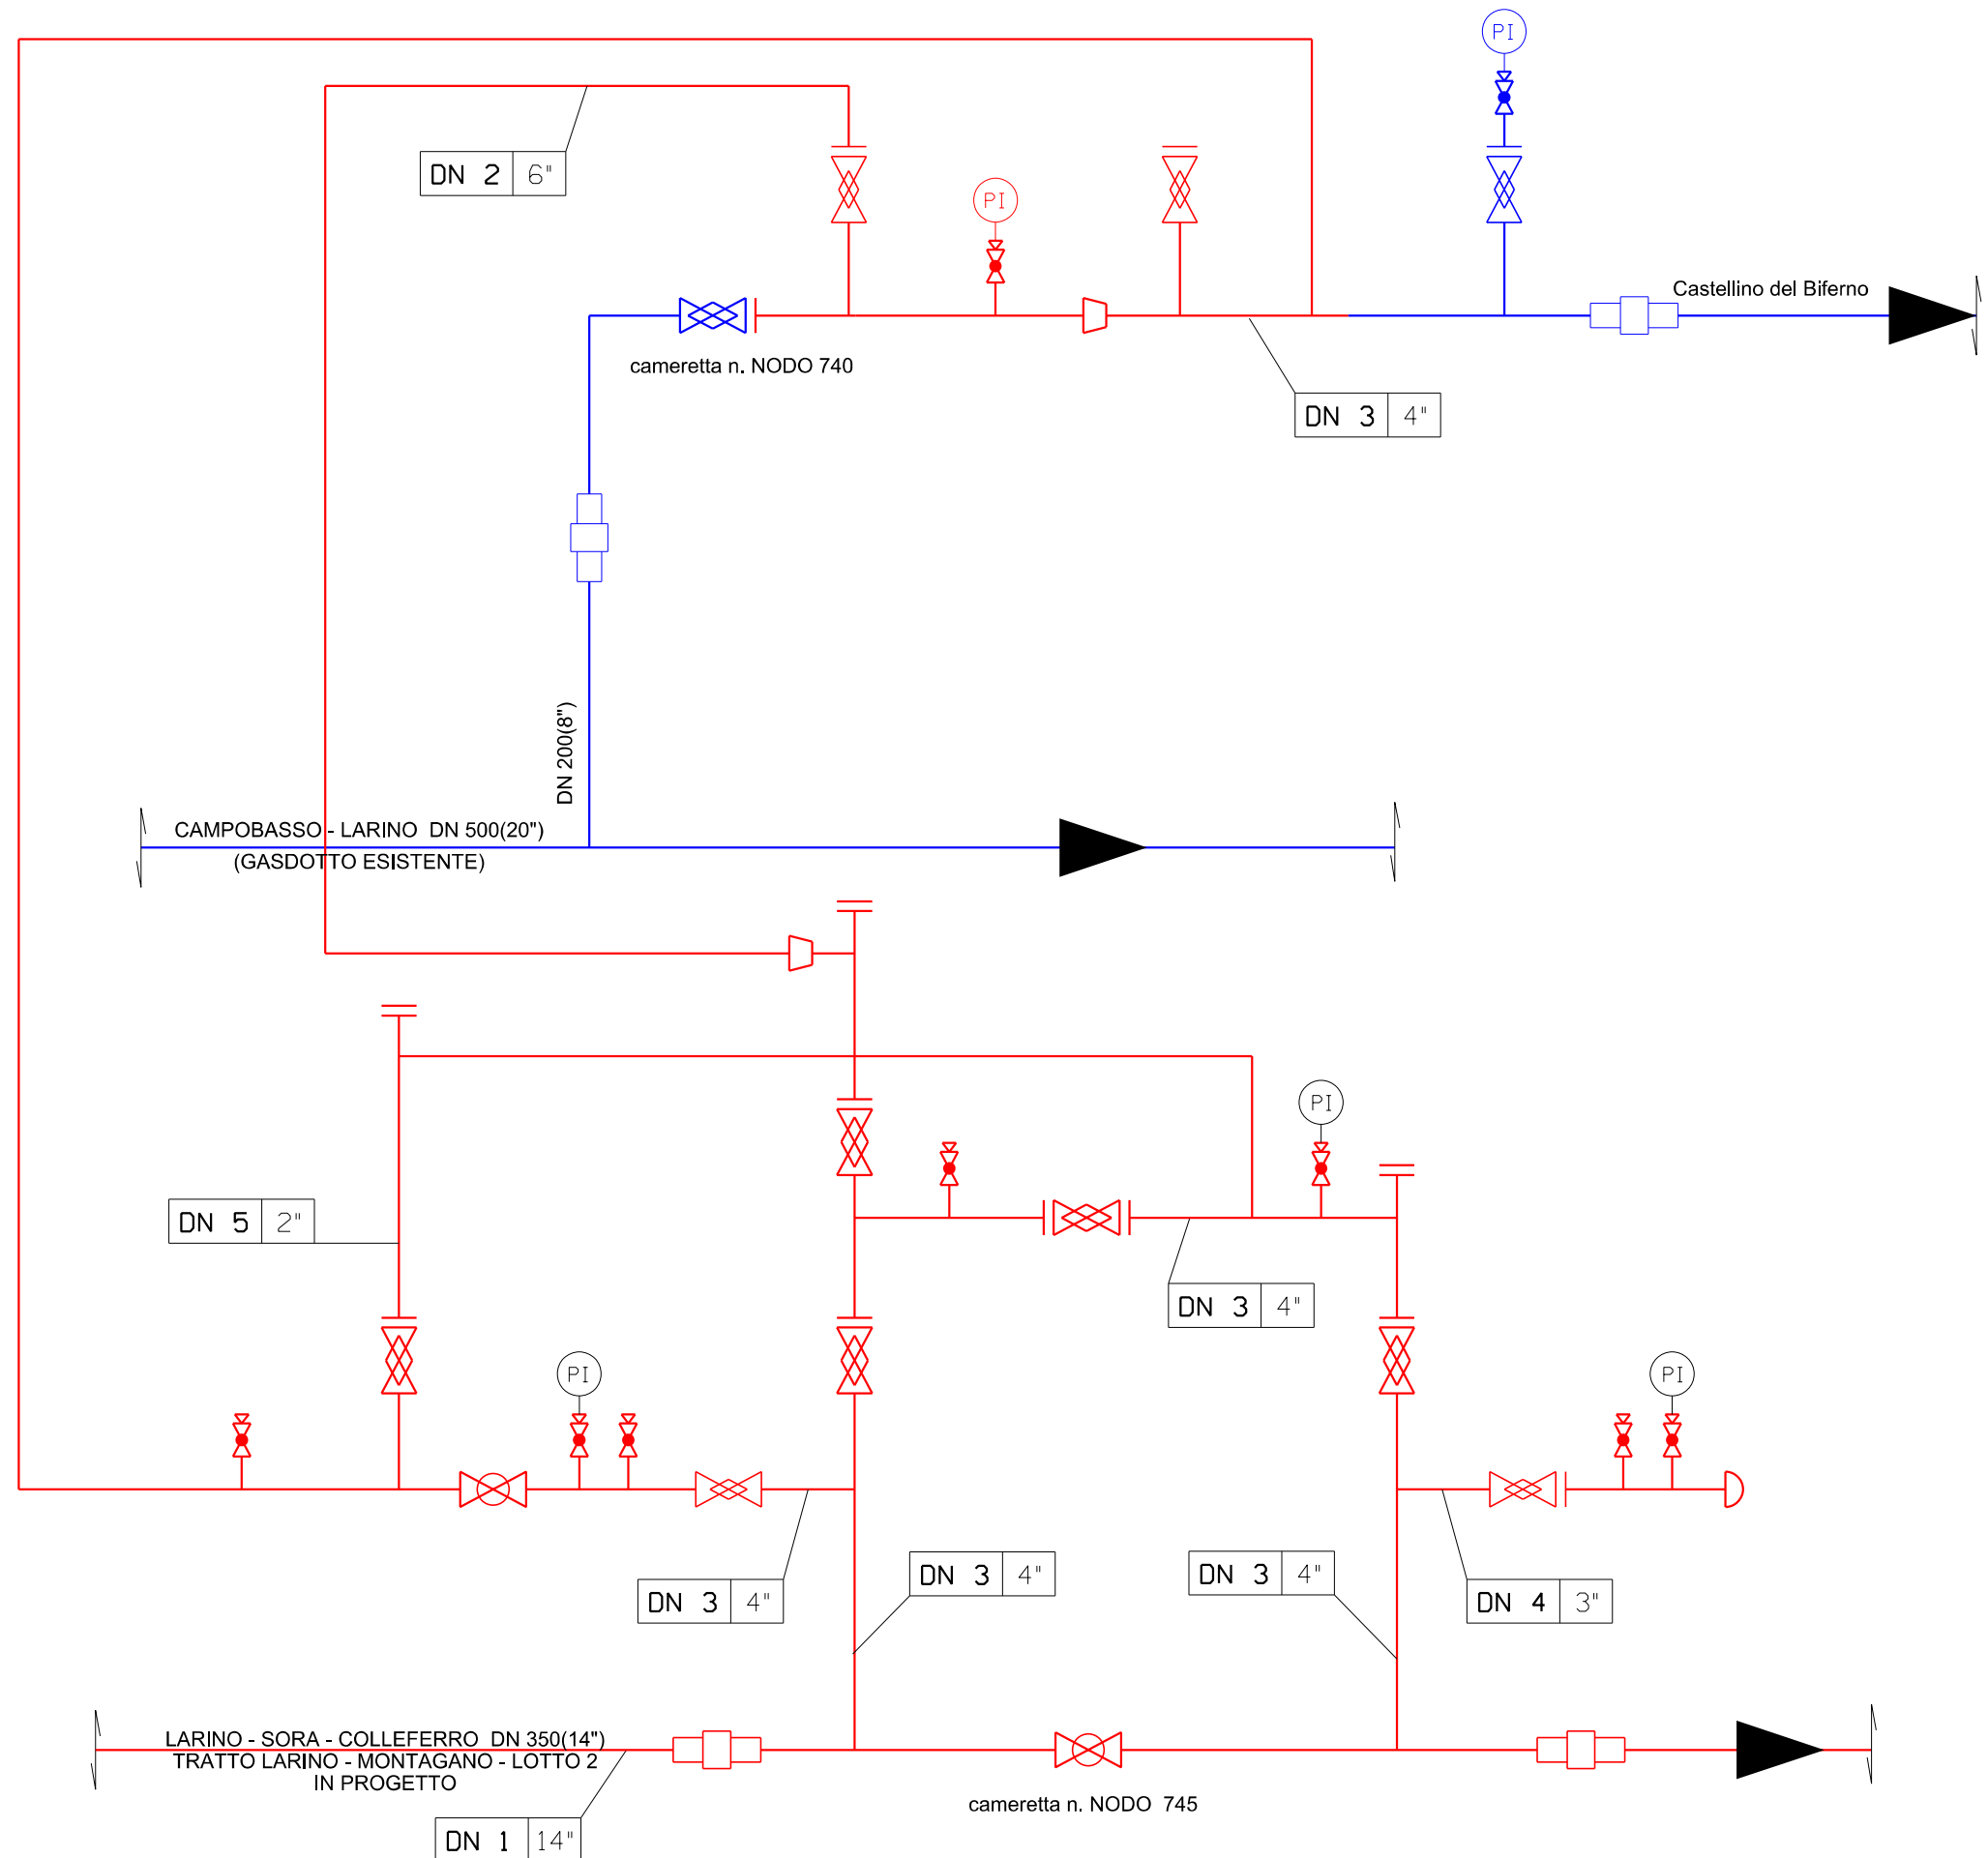 PI
DN 2 6"
PI
Castellino del Biferno
cameretta n. NODO 740
DN 3 4"
DN 200(8")
CAMPOBASSO - LARINO DN 500(20")
(GASDOTTO ESISTENTE)
PI
DN 5 2"
DN 3 4"
PI
PI
DN 3 4"
DN 3 4"
DN 3 4"
DN 4 3"
LARINO - SORA - COLLEFERRO DN 350(14")
TRATTO LARINO - MONTAGANO - LOTTO 2
IN PROGETTO
cameretta n. NODO 745
DN 1 14"